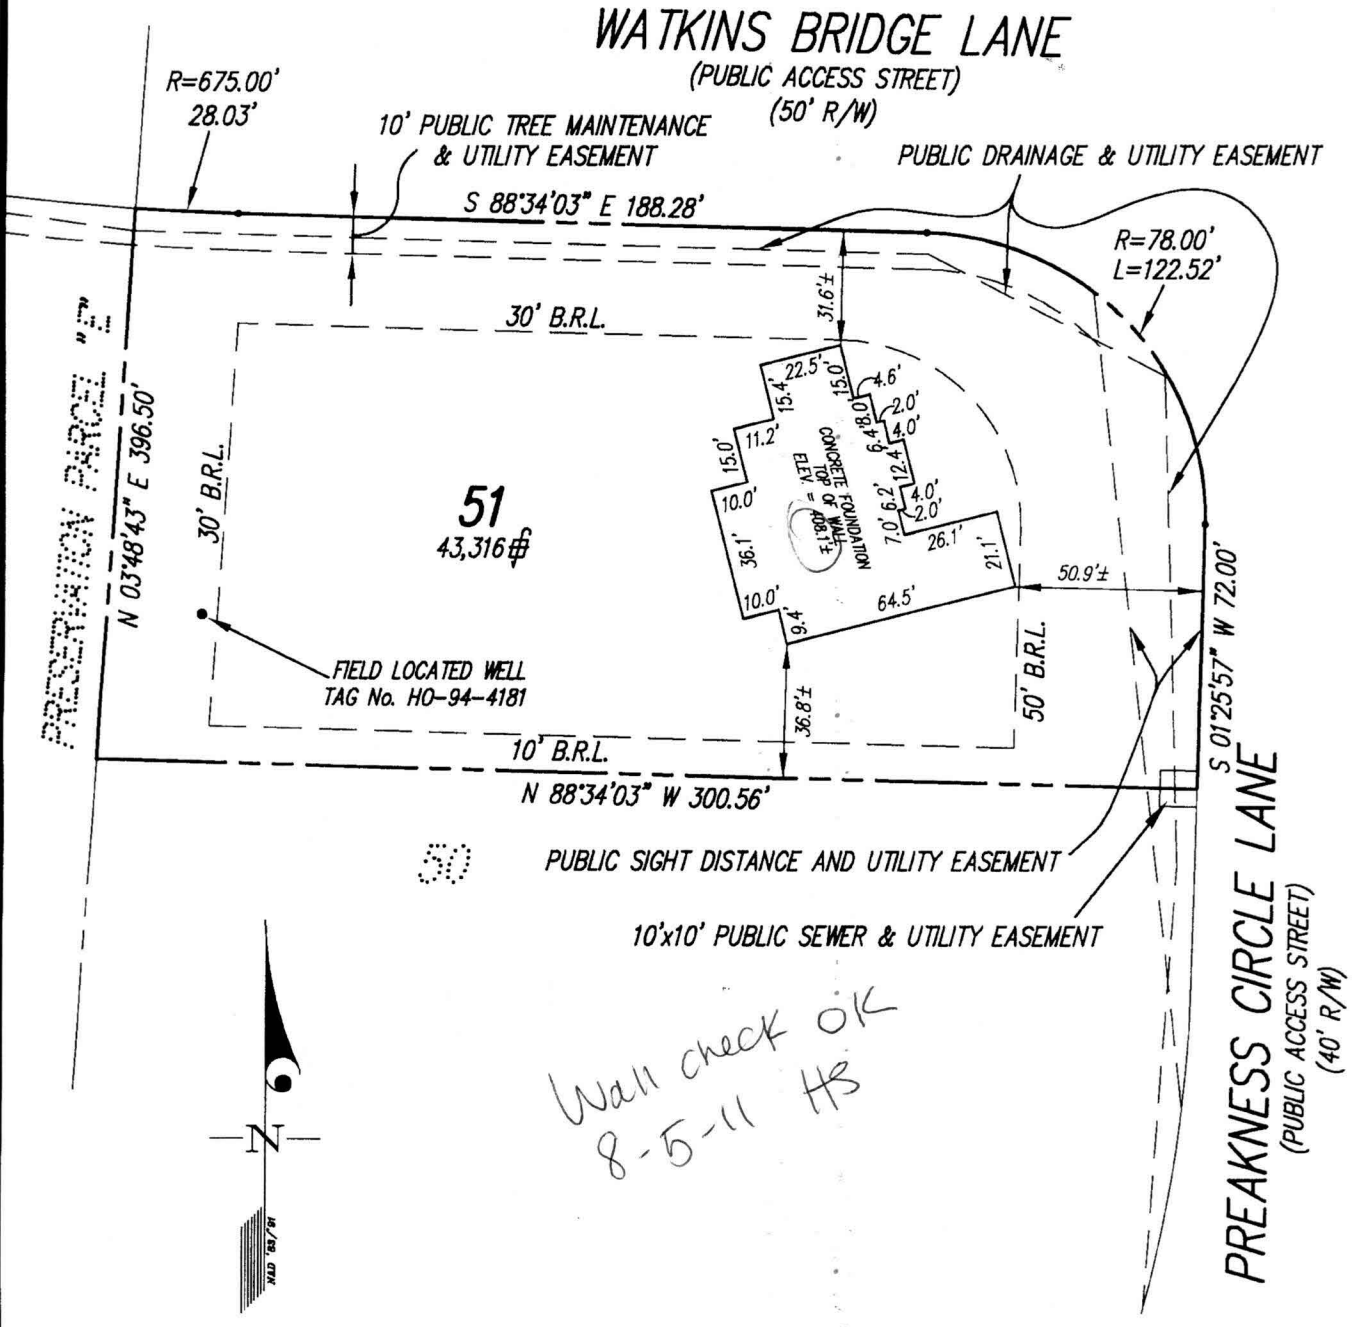 WATKINS BRIDGE LANE
(PUBLIC ACCESS STREET)
(50' R/W)
R=675.00'
28.03'
10' PUBLIC TREE MAINTENANCE
& UTILITY EASEMENT
PUBLIC DRAINAGE & UTILITY EASEMENT
S 88°34'03" E 188.28'
R=78.00'
L=122.52'
31.6'±
30' B.R.L.
PRESERVATION PARCEL "E"
N 03°48'43" E 396.50'
30' B.R.L.
51
43,316
22.5'
15.0'
4.6'
15.4'
8.0'
2.0'
11.2'
6.4'
4.0'
15.0'
12.4'
10.0'
6.2'
4.0'
2.0'
7.0'
36.1'
26.1'
21.1'
CONCRETE FOUNDATION
TOP OF WALL
ELEV. = 408.1'±
10.0'
9.4'
64.5'
50.9'±
FIELD LOCATED WELL
TAG No. HO-94-4181
36.8'±
50' B.R.L.
S 01°25'57" W 72.00'
10' B.R.L.
N 88°34'03" W 300.56'
50
PUBLIC SIGHT DISTANCE AND UTILITY EASEMENT
10'x10' PUBLIC SEWER & UTILITY EASEMENT
PREAKNESS CIRCLE LANE
(PUBLIC ACCESS STREET)
(40' R/W)
Wall check OK
8-5-11 HS
N
NAD '83/'91